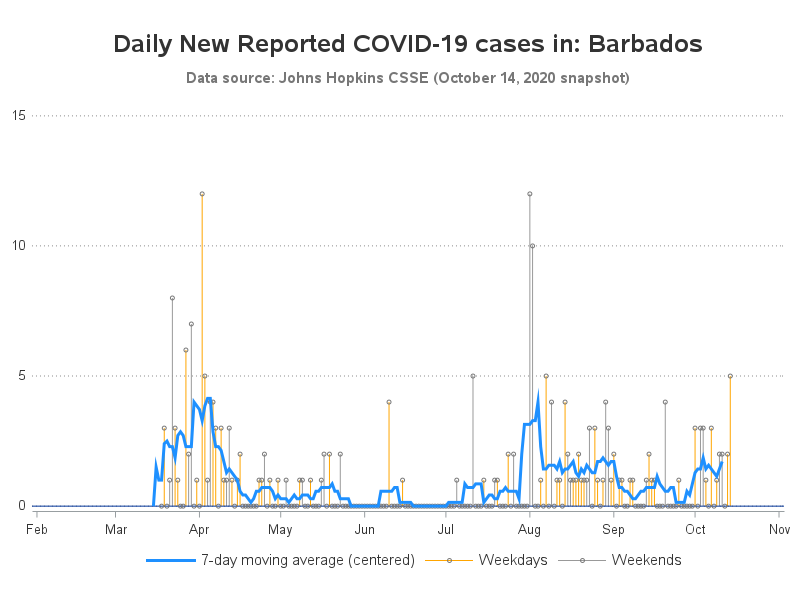 Daily New Reported COVID-19 cases in: Barbados
Data source: Johns Hopkins CSSE (October 14, 2020 snapshot)
15
10
5
0
Feb Mar Apr May Jun Jul Aug Sep Oct Nov
7-day moving average (centered) Weekdays Weekends